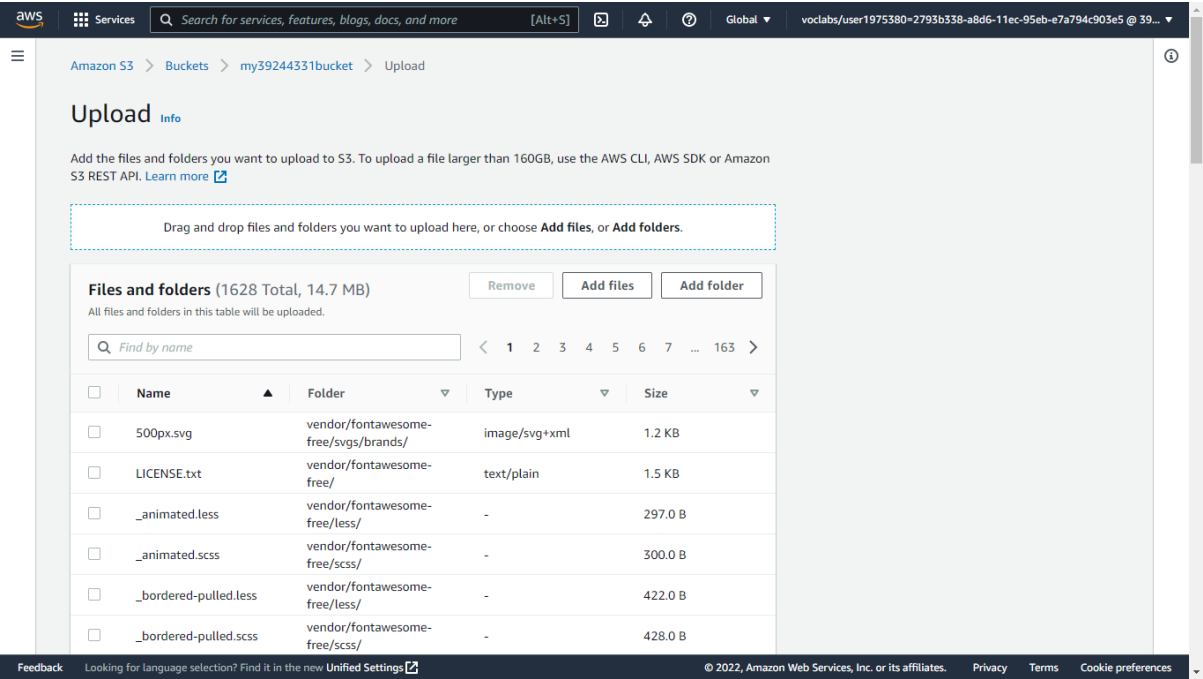 aws
Services
Search for services, features, blogs, docs, and more [Alt+S]
Global ▼
voclabs/user1975380=2793b338-a8d6-11ec-95eb-e7a794c903e5 @ 39... ▼
Amazon S3 > Buckets > my39244331bucket > Upload
Upload Info
Add the files and folders you want to upload to S3. To upload a file larger than 160GB, use the AWS CLI, AWS SDK or Amazon
S3 REST API. Learn more
Drag and drop files and folders you want to upload here, or choose Add files, or Add folders.
Files and folders (1628 Total, 14.7 MB)
Remove Add files Add folder
All files and folders in this table will be uploaded.
Find by name
< 1 2 3 4 5 6 7 ... 163 >
Name Folder Type Size
500px.svg vendor/fontawesome- image/svg+xml 1.2 KB
free/svgs/brands/
LICENSE.txt vendor/fontawesome- text/plain 1.5 KB
free/
_animated.less vendor/fontawesome- - 297.0 B
free/less/
_animated.scss vendor/fontawesome- - 300.0 B
free/scss/
_bordered-pulled.less vendor/fontawesome- - 422.0 B
free/less/
_bordered-pulled.scss vendor/fontawesome- - 428.0 B
free/scss/
Feedback Looking for language selection? Find it in the new Unified Settings
© 2022, Amazon Web Services, Inc. or its affiliates. Privacy Terms Cookie preferences